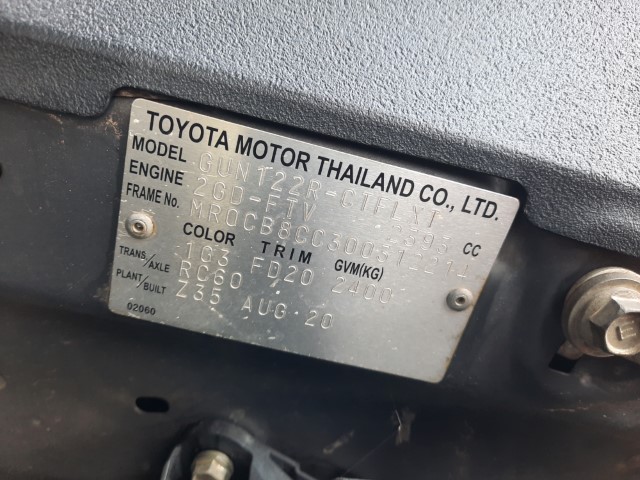 TOYOTA MOTOR THAILAND CO., LTD.
MODEL GUN122R-CTFLXT
ENGINE 2GD-FTV 2393 CC
FRAME No. MR0CB8CC300512214
COLOR TRIM GVM(KG)
1G3 FD20 2400
TRANS/AXLE RC60
PLANT/BUILT Z35 AUG 20
02060